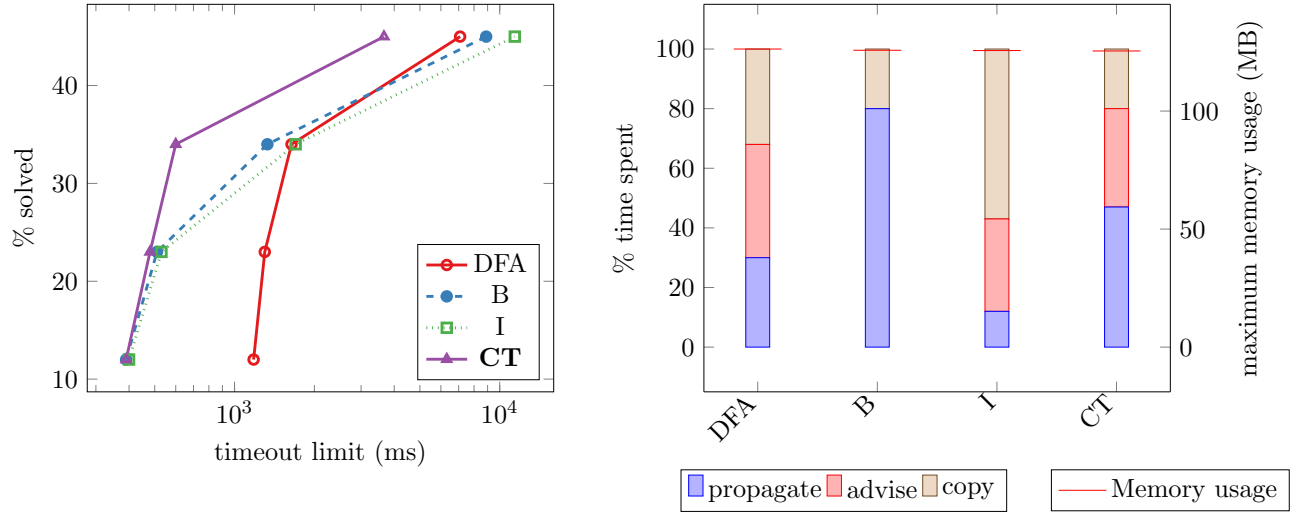 % solved
40
30
20
10
10^3
10^4
timeout limit (ms)
DFA
B
I
CT
% time spent
100
80
60
40
20
0
DFA
B
I
CT
100
50
0
maximum memory usage (MB)
propagate advise copy
Memory usage